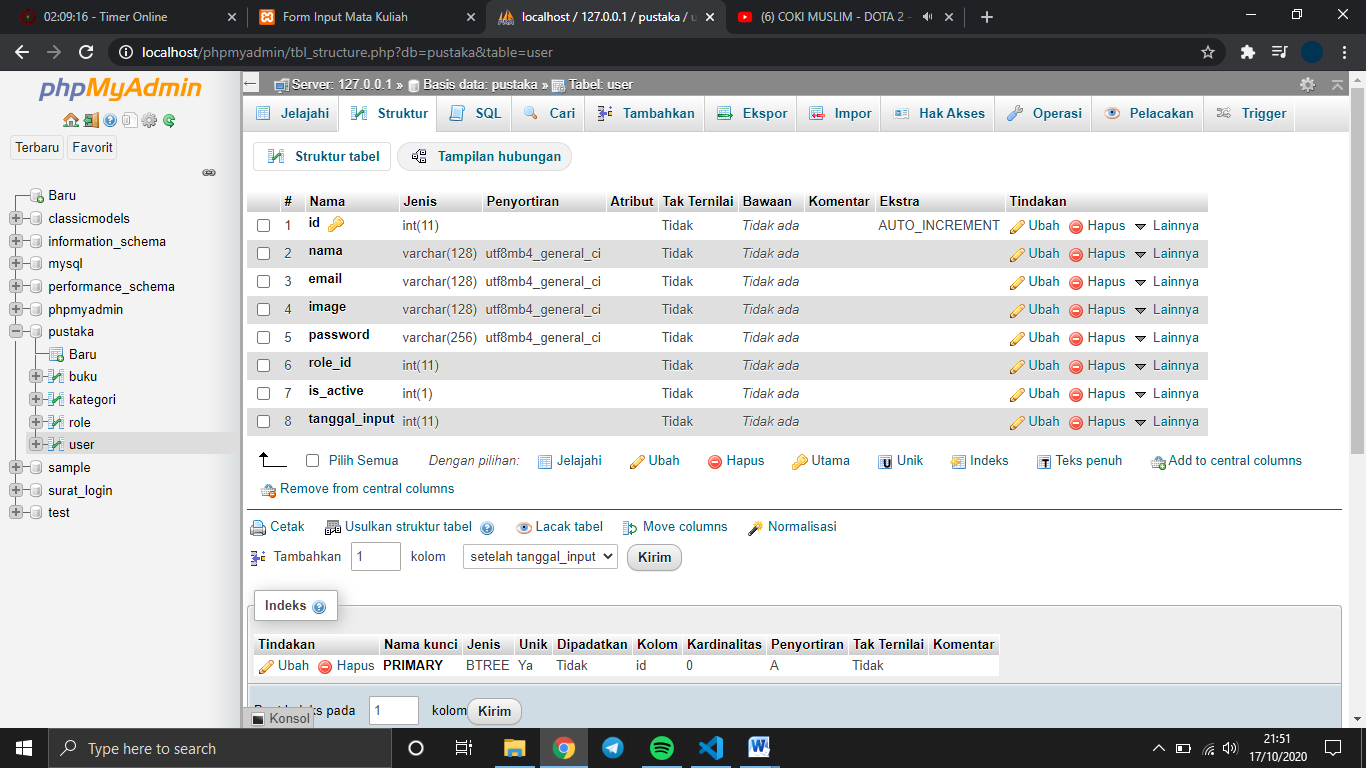 02:09:16 - Timer Online
Form Input Mata Kuliah
localhost / 127.0.0.1 / pustaka / u
(6) COKI MUSLIM - DOTA 2 -
localhost/phpmyadmin/tbl_structure.php?db=pustaka&table=user
phpMyAdmin
Terbaru Favorit
Baru
classicmodels
information_schema
mysql
performance_schema
phpmyadmin
pustaka
Baru
buku
kategori
role
user
sample
surat_login
test
Server: 127.0.0.1 » Basis data: pustaka » Tabel: user
Jelajahi Struktur SQL Cari Tambahkan Ekspor Impor Hak Akses Operasi Pelacakan Trigger
Struktur tabel Tampilan hubungan
# Nama Jenis Penyortiran Atribut Tak Ternilai Bawaan Komentar Ekstra Tindakan
1 id int(11) Tidak Tidak ada AUTO_INCREMENT Ubah Hapus Lainnya
2 nama varchar(128) utf8mb4_general_ci Tidak Tidak ada Ubah Hapus Lainnya
3 email varchar(128) utf8mb4_general_ci Tidak Tidak ada Ubah Hapus Lainnya
4 image varchar(128) utf8mb4_general_ci Tidak Tidak ada Ubah Hapus Lainnya
5 password varchar(256) utf8mb4_general_ci Tidak Tidak ada Ubah Hapus Lainnya
6 role_id int(11) Tidak Tidak ada Ubah Hapus Lainnya
7 is_active int(1) Tidak Tidak ada Ubah Hapus Lainnya
8 tanggal_input int(11) Tidak Tidak ada Ubah Hapus Lainnya
Pilih Semua Dengan pilihan: Jelajahi Ubah Hapus Utama Unik Indeks Teks penuh Add to central columns
Remove from central columns
Cetak Usulkan struktur tabel Lacak tabel Move columns Normalisasi
Tambahkan 1 kolom setelah tanggal_input Kirim
Indeks
Tindakan Nama kunci Jenis Unik Dipadatkan Kolom Kardinalitas Penyortiran Tak Ternilai Komentar
Ubah Hapus PRIMARY BTREE Ya Tidak id 0 A Tidak
pada 1 kolom Kirim
Konsol
Type here to search
21:51
17/10/2020